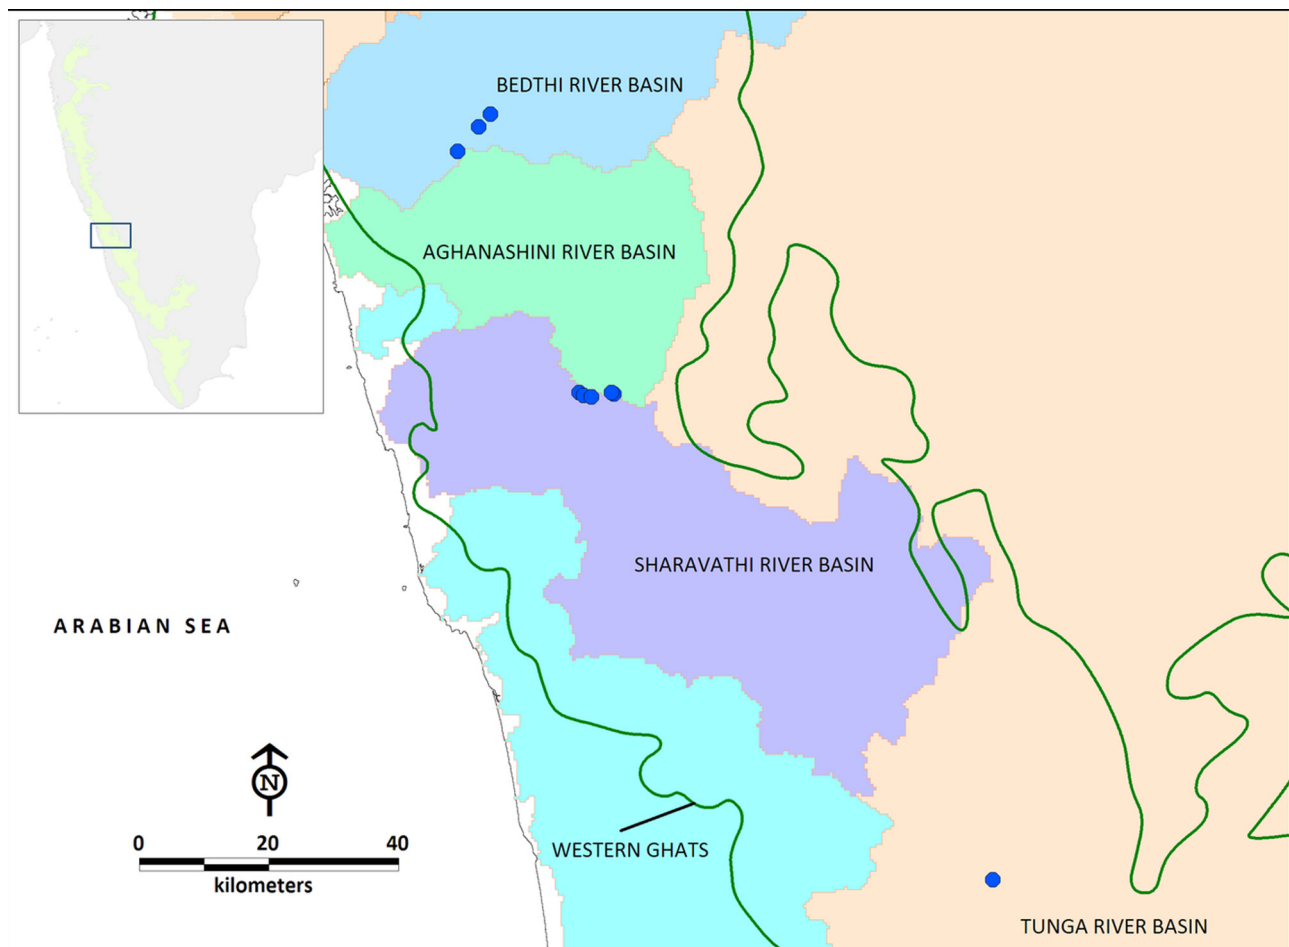 BEDTHI RIVER BASIN
AGHANASHINI RIVER BASIN
SHARAVATHI RIVER BASIN
ARABIAN SEA
N
0 20 40
kilometers
WESTERN GHATS
TUNGA RIVER BASIN